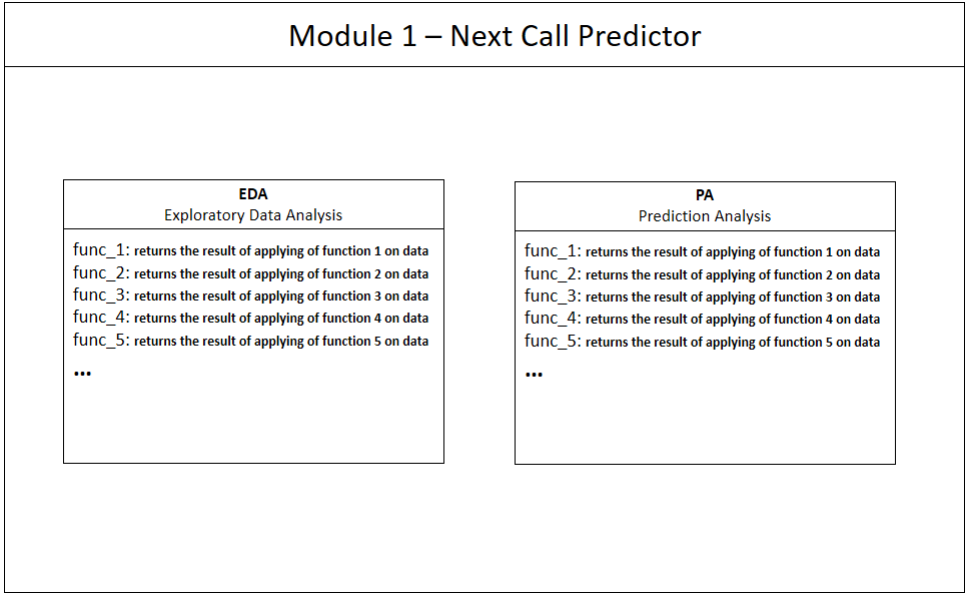 Module 1 – Next Call Predictor
EDA
Exploratory Data Analysis
func_1: returns the result of applying of function 1 on data
func_2: returns the result of applying of function 2 on data
func_3: returns the result of applying of function 3 on data
func_4: returns the result of applying of function 4 on data
func_5: returns the result of applying of function 5 on data
...
PA
Prediction Analysis
func_1: returns the result of applying of function 1 on data
func_2: returns the result of applying of function 2 on data
func_3: returns the result of applying of function 3 on data
func_4: returns the result of applying of function 4 on data
func_5: returns the result of applying of function 5 on data
...